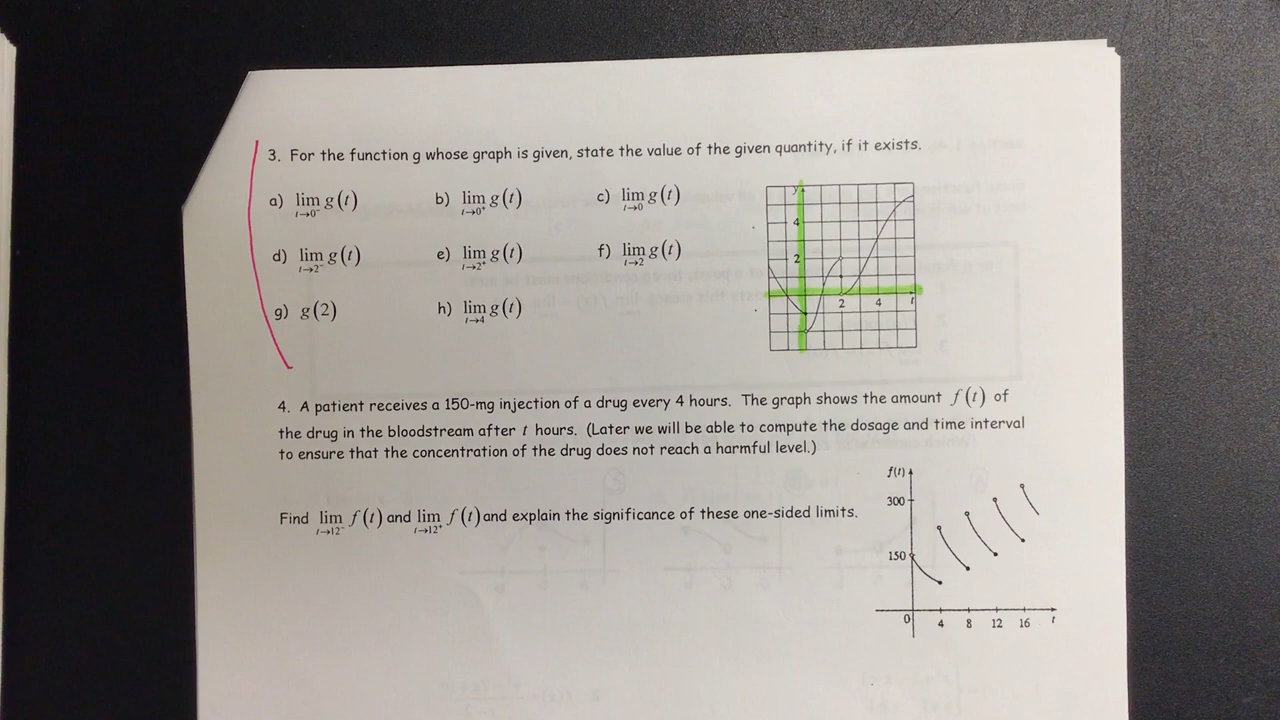 3. For the function g whose graph is given, state the value of the given quantity, if it exists.
a) lim g(t) t→0⁻ b) lim g(t) t→0⁺ c) lim g(t) t→0
d) lim g(t) t→2⁻ e) lim g(t) t→2⁺ f) lim g(t) t→2
g) g(2) h) lim g(t) t→4
y
4
2
2 4 t
4. A patient receives a 150-mg injection of a drug every 4 hours. The graph shows the amount f(t) of
the drug in the bloodstream after t hours. (Later we will be able to compute the dosage and time interval
to ensure that the concentration of the drug does not reach a harmful level.)
Find lim f(t) t→12⁻ and lim f(t) t→12⁺ and explain the significance of these one-sided limits.
f(t)
300
150
0 4 8 12 16 t